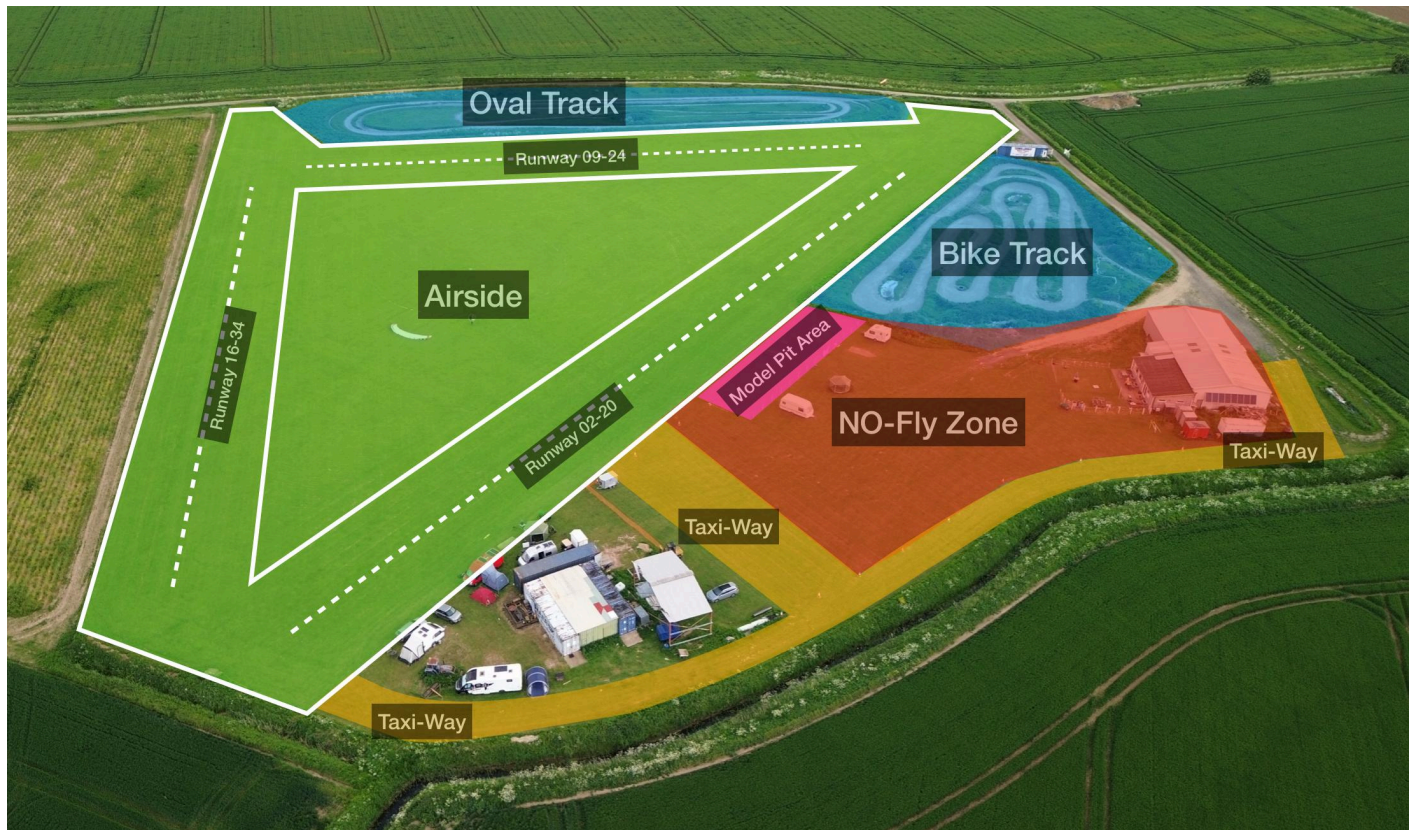 Oval Track
Runway 09-24
Bike Track
Airside
Runway 16-34
Model Pit Area
Runway 02-20
NO-Fly Zone
Taxi-Way
Taxi-Way
Taxi-Way